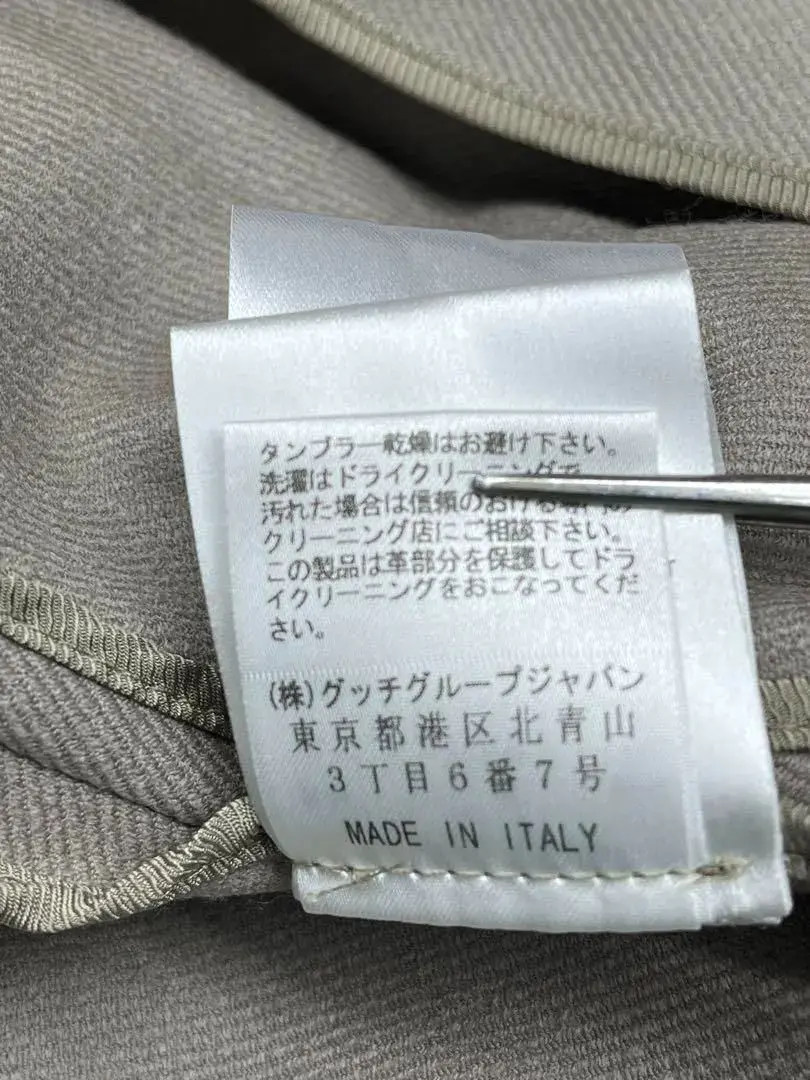 タンブラー乾燥はお避け下さい。
洗濯はドライクリーニングで
汚れた場合は信頼のおける
クリーニング店にご相談下さい。
この製品は革部分を保護してドラ
イクリーニングをおこなってくだ
さい。
(株)グッチグループジャパン
東京都港区北青山
3丁目6番7号
MADE IN ITALY